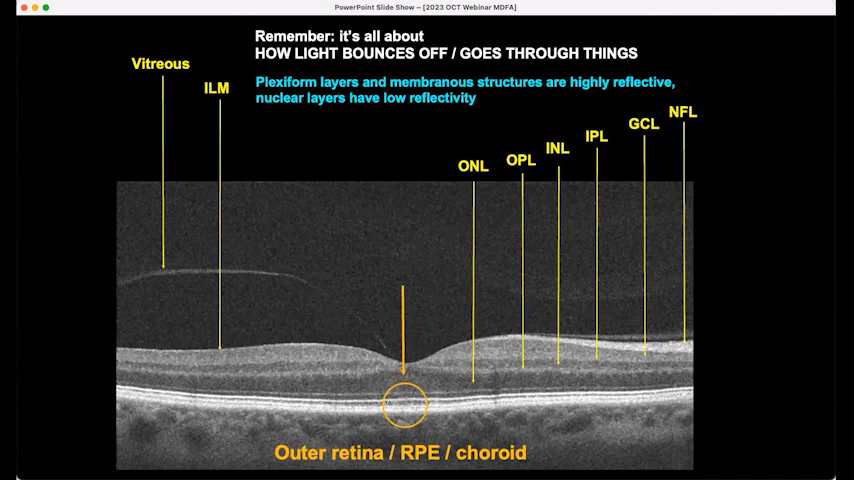 PowerPoint Slide Show – [2023 OCT Webinar MDFA]
Remember: it's all about
HOW LIGHT BOUNCES OFF / GOES THROUGH THINGS
Vitreous
ILM
Plexiform layers and membranous structures are highly reflective,
nuclear layers have low reflectivity
ONL
OPL
INL
IPL
GCL
NFL
Outer retina / RPE / choroid